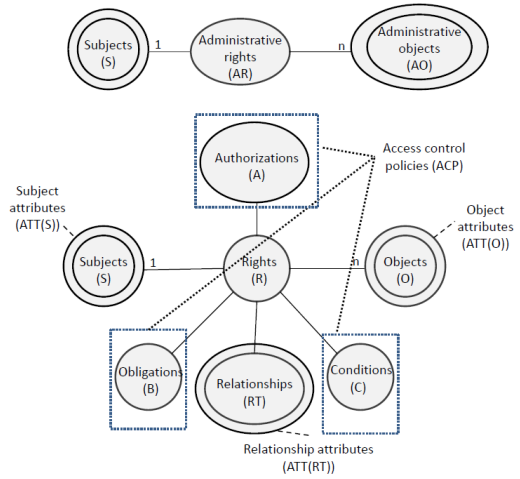 Subjects
(S)
1
Administrative
rights
(AR)
n
Administrative
objects
(AO)
Authorizations
(A)
Access control
policies (ACP)
Subject
attributes
(ATT(S))
Object
attributes
(ATT(O))
Subjects
(S)
1
Rights
(R)
n
Objects
(O)
Obligations
(B)
Relationships
(RT)
Conditions
(C)
Relationship attributes
(ATT(RT))